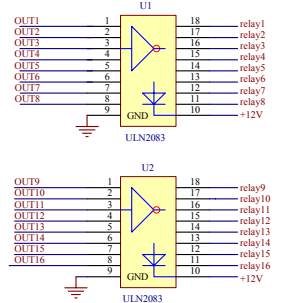 U1
OUT1 1 18 relay1
OUT2 2 17 relay2
OUT3 3 16 relay3
OUT4 4 15 relay4
OUT5 5 14 relay5
OUT6 6 13 relay6
OUT7 7 12 relay7
OUT8 8 11 relay8
9 GND 10 +12V
ULN2083
U2
OUT9 1 18 relay9
OUT10 2 17 relay10
OUT11 3 16 relay11
OUT12 4 15 relay12
OUT13 5 14 relay13
OUT14 6 13 relay14
OUT15 7 12 relay15
OUT16 8 11 relay16
9 GND 10 +12V
ULN2083